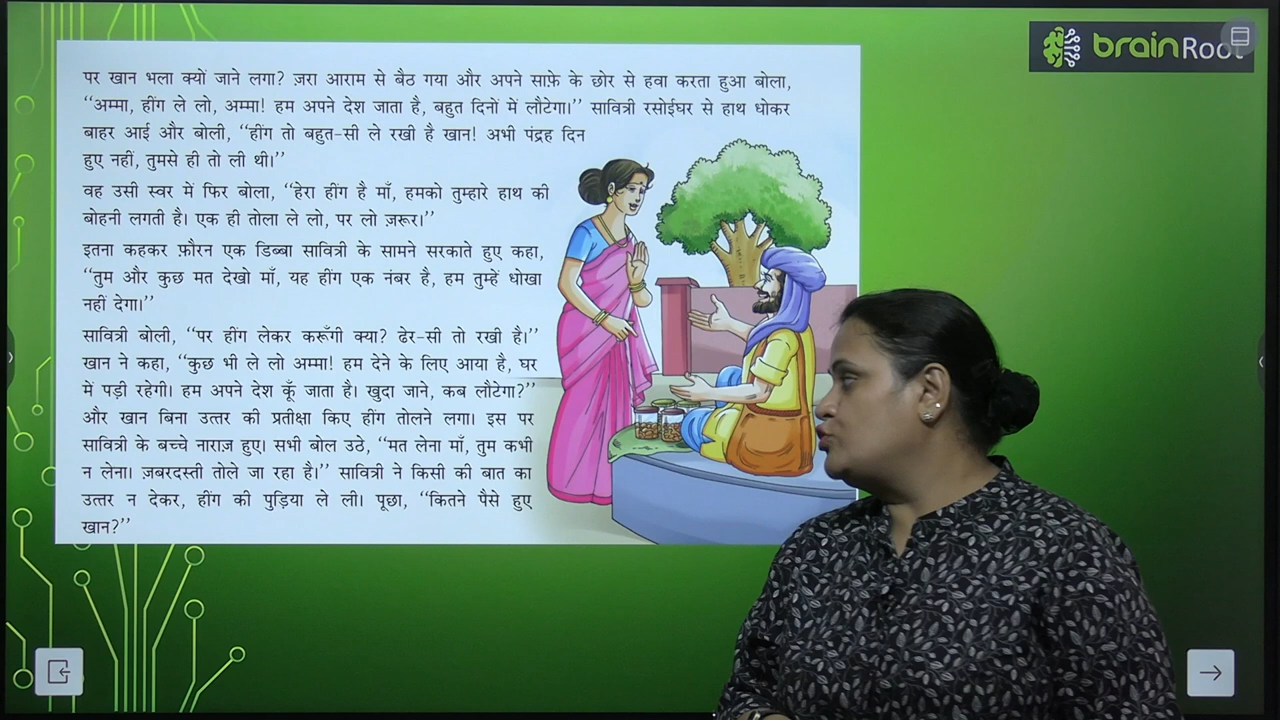 brainRoot
पर खान भला क्यों जाने लगा? ज़रा आराम से बैठ गया और अपने साफ़े के छोर से हवा करता हुआ बोला,
“अम्मा, हींग ले लो, अम्मा! हम अपने देश जाता है, बहुत दिनों में लौटेगा।” सावित्री रसोईघर से हाथ धोकर
बाहर आई और बोली, “हींग तो बहुत-सी ले रखी है खान! अभी पंद्रह दिन
हुए नहीं, तुमसे ही तो ली थी।”
वह उसी स्वर में फिर बोला, “हेरा हींग है माँ, हमको तुम्हारे हाथ की
बोहनी लगती है। एक ही तोला ले लो, पर लो ज़रूर।”
इतना कहकर फ़ौरन एक डिब्बा सावित्री के सामने सरकाते हुए कहा,
“तुम और कुछ मत देखो माँ, यह हींग एक नंबर है, हम तुम्हें धोखा
नहीं देगा।”
सावित्री बोली, “पर हींग लेकर करूँगी क्या? ढेर-सी तो रखी है।”
खान ने कहा, “कुछ भी ले लो अम्मा! हम देने के लिए आया है, घर
में पड़ी रहेगी। हम अपने देश कूँ जाता है। खुदा जाने, कब लौटेगा?”
और खान बिना उत्तर की प्रतीक्षा किए हींग तोलने लगा। इस पर
सावित्री के बच्चे नाराज़ हुए। सभी बोल उठे, “मत लेना माँ, तुम कभी
न लेना। ज़बरदस्ती तोले जा रहा है।” सावित्री ने किसी की बात का
उत्तर न देकर, हींग की पुड़िया ले ली। पूछा, “कितने पैसे हुए
खान?”